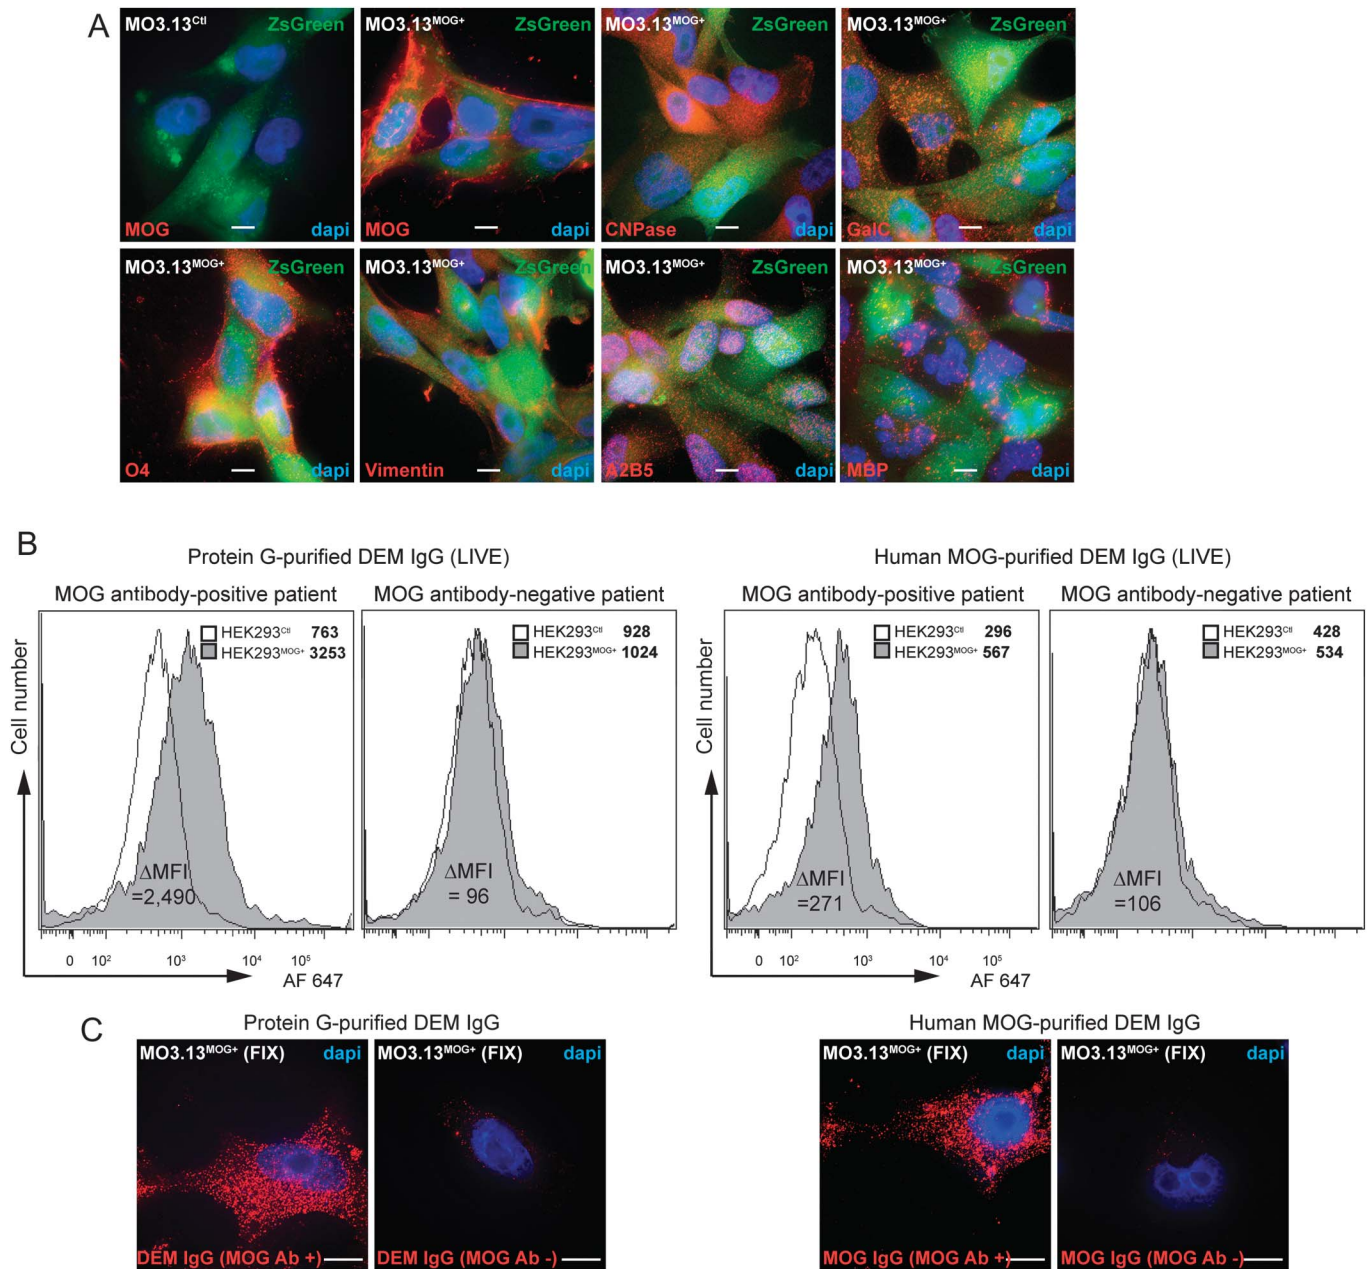 A
MO3.13Ctl ZsGreen
MOG dapi
MO3.13MOG+ ZsGreen
MOG dapi
MO3.13MOG+ ZsGreen
CNPase dapi
MO3.13MOG+ ZsGreen
GalC dapi
MO3.13MOG+ ZsGreen
O4 dapi
MO3.13MOG+ ZsGreen
Vimentin dapi
MO3.13MOG+ ZsGreen
A2B5 dapi
MO3.13MOG+ ZsGreen
MBP dapi
B
Protein G-purified DEM IgG (LIVE)
MOG antibody-positive patient
HEK293Ctl 763
HEK293MOG+ 3253
ΔMFI
=2,490
MOG antibody-negative patient
HEK293Ctl 928
HEK293MOG+ 1024
ΔMFI
= 96
Cell number
0 10² 10³ 10⁴ 10⁵
AF 647
Human MOG-purified DEM IgG (LIVE)
MOG antibody-positive patient
HEK293Ctl 296
HEK293MOG+ 567
ΔMFI
=271
MOG antibody-negative patient
HEK293Ctl 428
HEK293MOG+ 534
ΔMFI
=106
Cell number
0 10² 10³ 10⁴ 10⁵
AF 647
C
Protein G-purified DEM IgG
MO3.13MOG+ (FIX) dapi
DEM IgG (MOG Ab +)
MO3.13MOG+ (FIX) dapi
DEM IgG (MOG Ab -)
Human MOG-purified DEM IgG
MO3.13MOG+ (FIX) dapi
MOG IgG (MOG Ab +)
MO3.13MOG+ (FIX) dapi
MOG IgG (MOG Ab -)